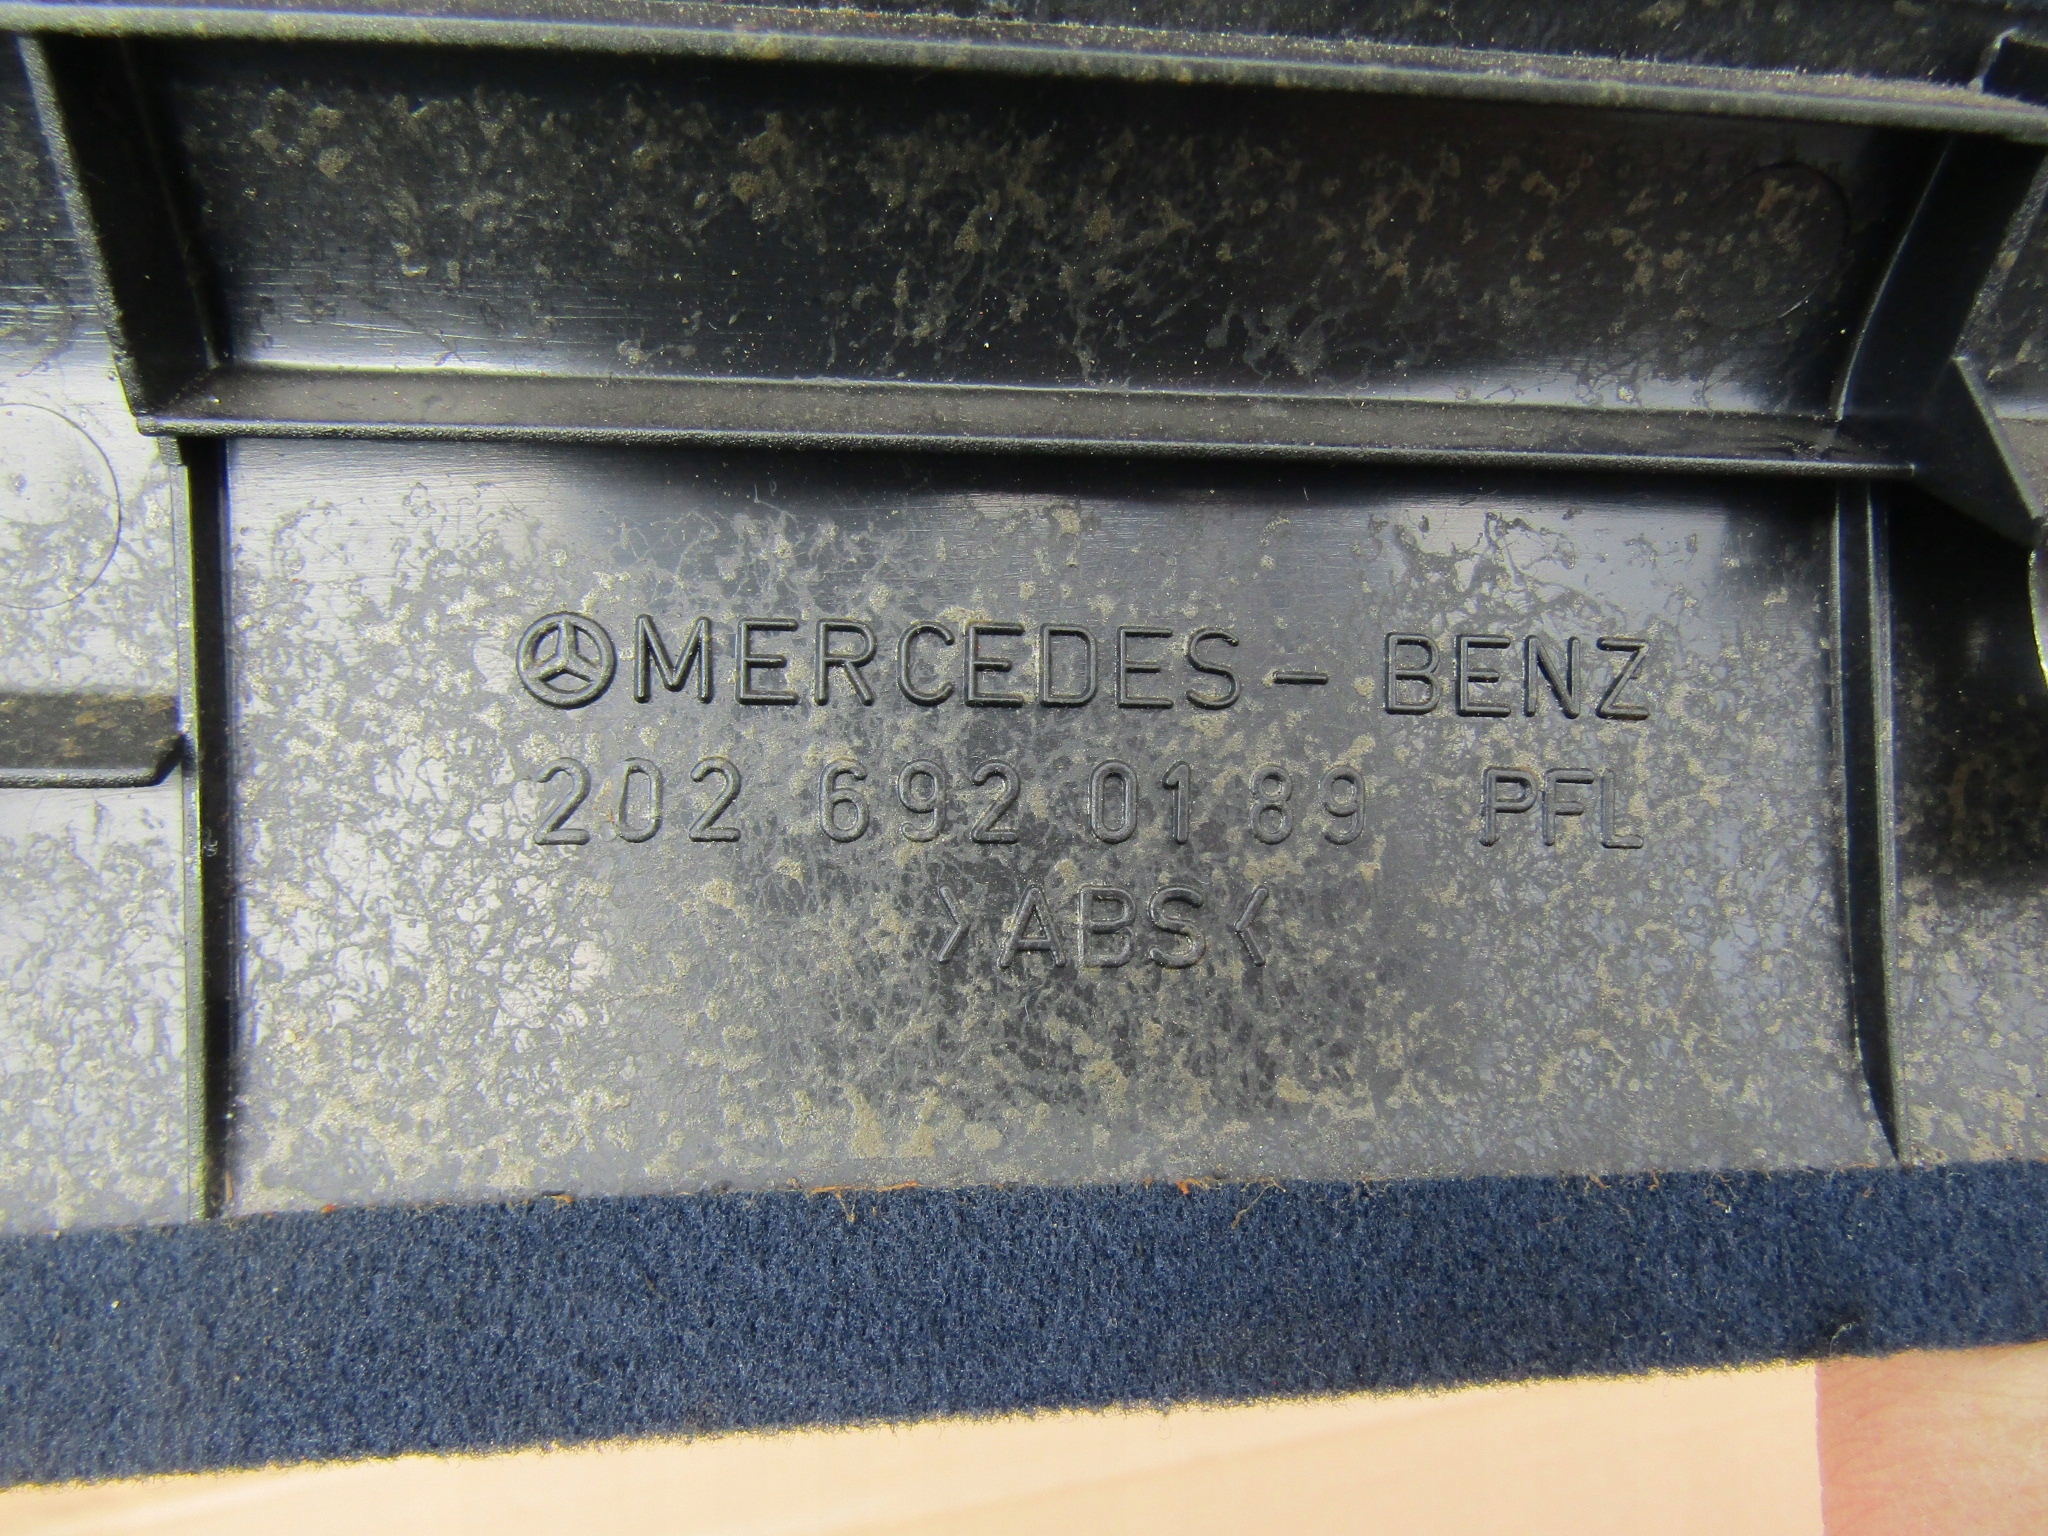 MERCEDES - BENZ
202 692 01 89 PFL
>ABS<